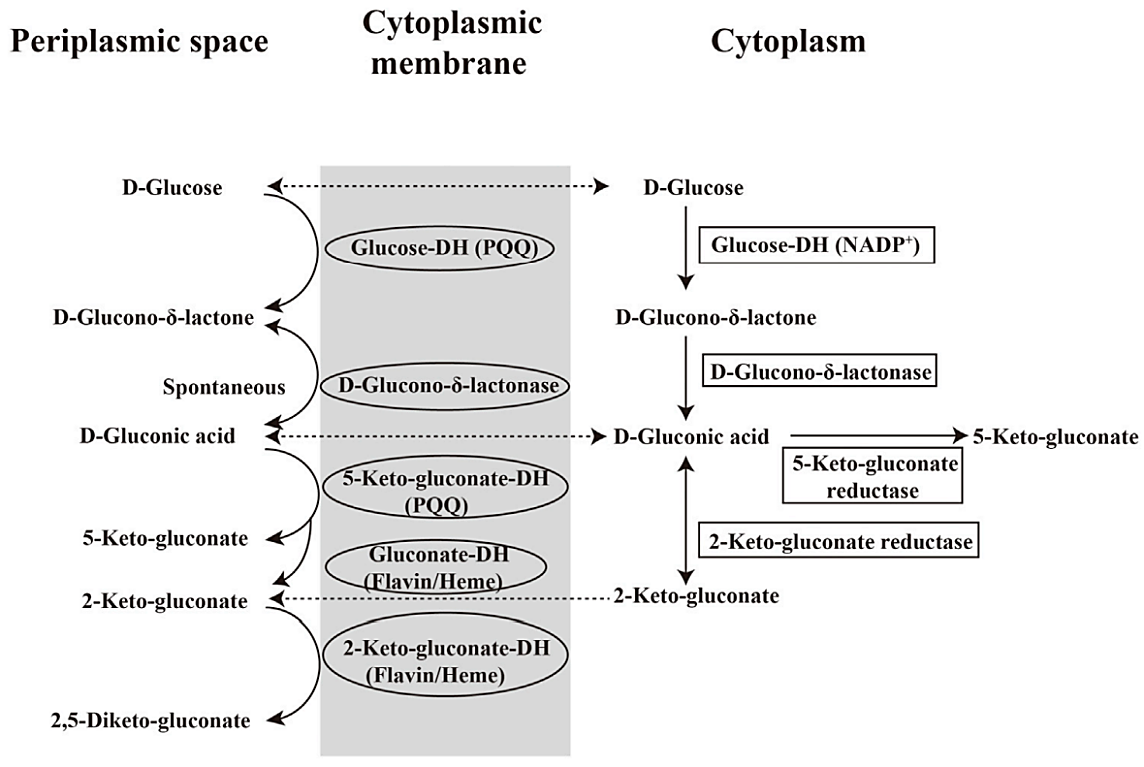 Periplasmic space
Cytoplasmic
membrane
Cytoplasm
D-Glucose
D-Glucose
Glucose-DH (PQQ)
Glucose-DH (NADP⁺)
D-Glucono-δ-lactone
D-Glucono-δ-lactone
Spontaneous
D-Glucono-δ-lactonase
D-Glucono-δ-lactonase
D-Gluconic acid
D-Gluconic acid
5-Keto-gluconate
5-Keto-gluconate-DH
(PQQ)
5-Keto-gluconate
reductase
5-Keto-gluconate
Gluconate-DH
(Flavin/Heme)
2-Keto-gluconate reductase
2-Keto-gluconate
2-Keto-gluconate
2-Keto-gluconate-DH
(Flavin/Heme)
2,5-Diketo-gluconate